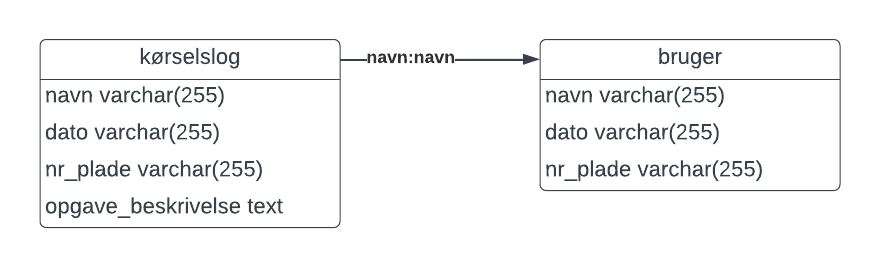 kørselslog
navn varchar(255)
dato varchar(255)
nr_plade varchar(255)
opgave_beskrivelse text
navn:navn
bruger
navn varchar(255)
dato varchar(255)
nr_plade varchar(255)